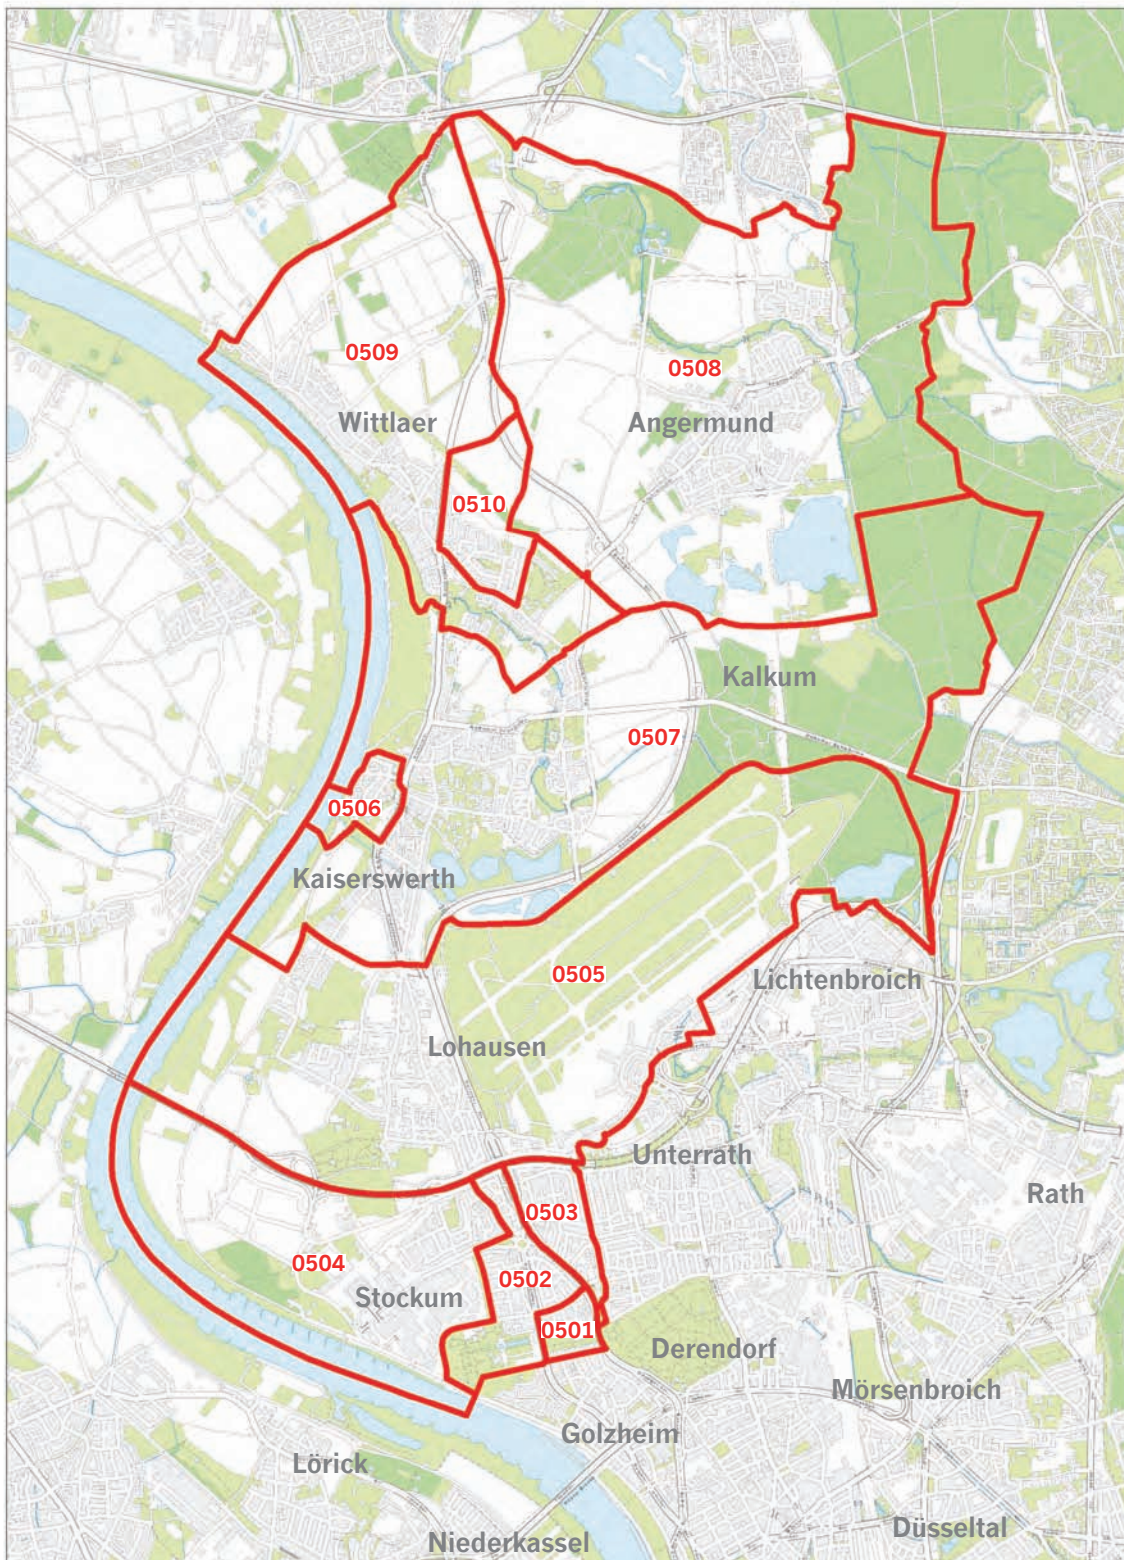 0509
0508
Wittlaer
Angermund
0510
Kalkum
0507
0506
Kaiserswerth
0505
Lichtenbroich
Lohausen
Unterrath
Rath
0503
0504
0502
Stockum
0501
Derendorf
Mörsenbroich
Golzheim
Lörick
Düsseltal
Niederkassel